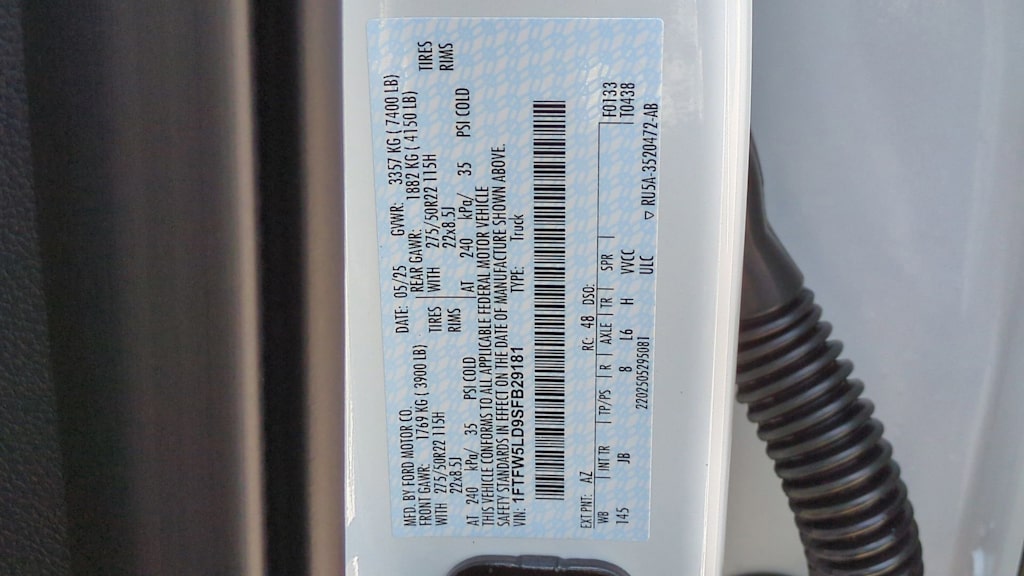 MFD. BY FORD MOTOR CO. DATE: 05/25 GVWR: 3357 KG ( 7400 LB)
FRONT GAWR: 1769 KG ( 3900 LB) REAR GAWR: 1882 KG ( 4150 LB)
WITH 275/50R22 115H TIRES WITH 275/50R22 115H TIRES
22x8.5J RIMS 22x8.5J RIMS
AT 240 kPa/ 35 PSI COLD AT 240 kPa/ 35 PSI COLD
THIS VEHICLE CONFORMS TO ALL APPLICABLE FEDERAL MOTOR VEHICLE
SAFETY STANDARDS IN EFFECT ON THE DATE OF MANUFACTURE SHOWN ABOVE.
VIN: 1FTFW5LD9SFB29181 TYPE: Truck
EXT PNT: AZ RC: 48 DSO: F0133
WB INT TR TP/PS R AXLE TR SPR T0438
145 JB 8 L6 H VVCC
ULC
220250529S081 ▽ RU5A-3520472-AB